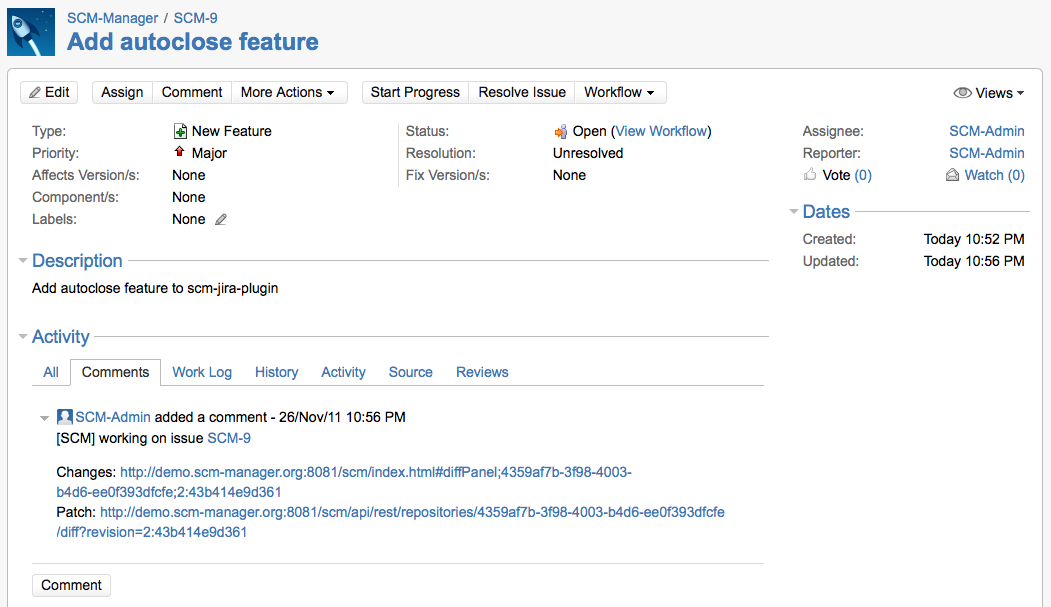 SCM-Manager / SCM-9
Add autoclose feature
Edit Assign Comment More Actions Start Progress Resolve Issue Workflow Views
Type: New Feature
Priority: Major
Affects Version/s: None
Component/s: None
Labels: None
Status: Open (View Workflow)
Resolution: Unresolved
Fix Version/s: None
Assignee: SCM-Admin
Reporter: SCM-Admin
Vote (0) Watch (0)
Dates
Created: Today 10:52 PM
Updated: Today 10:56 PM
Description
Add autoclose feature to scm-jira-plugin
Activity
All Comments Work Log History Activity Source Reviews
SCM-Admin added a comment - 26/Nov/11 10:56 PM
[SCM] working on issue SCM-9
Changes: http://demo.scm-manager.org:8081/scm/index.html#diffPanel;4359af7b-3f98-4003-
b4d6-ee0f393dfcfe;2:43b414e9d361
Patch: http://demo.scm-manager.org:8081/scm/api/rest/repositories/4359af7b-3f98-4003-b4d6-ee0f393dfcfe
/diff?revision=2:43b414e9d361
Comment